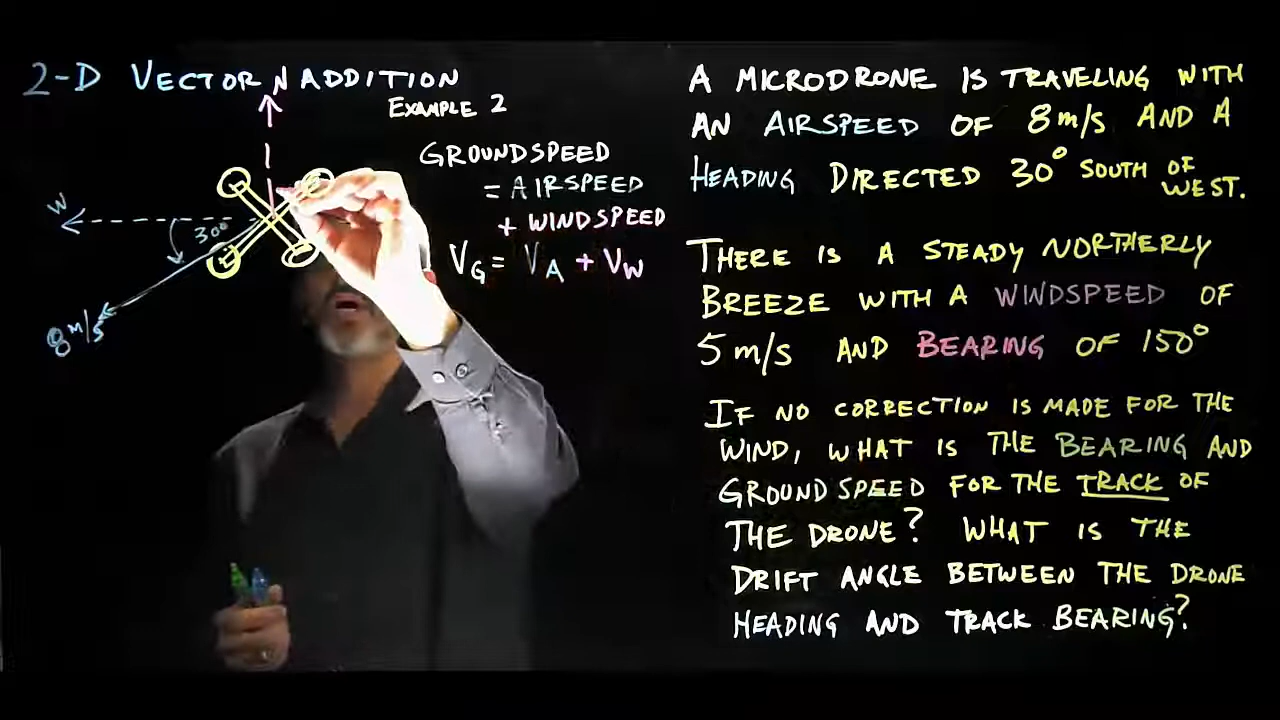 2-D VECTOR ADDITION
N
EXAMPLE 2
GROUNDSPEED
= AIRSPEED
+ WINDSPEED
V_G = V_A + V_W
W
30°
8 m/s
A MICRODRONE IS TRAVELING WITH
AN AIRSPEED OF 8 m/s AND A
HEADING DIRECTED 30° SOUTH OF
WEST.
THERE IS A STEADY NORTHERLY
BREEZE WITH A WINDSPEED OF
5 m/s AND BEARING OF 150°
IF NO CORRECTION IS MADE FOR THE
WIND, WHAT IS THE BEARING AND
GROUND SPEED FOR THE TRACK OF
THE DRONE? WHAT IS THE
DRIFT ANGLE BETWEEN THE DRONE
HEADING AND TRACK BEARING?